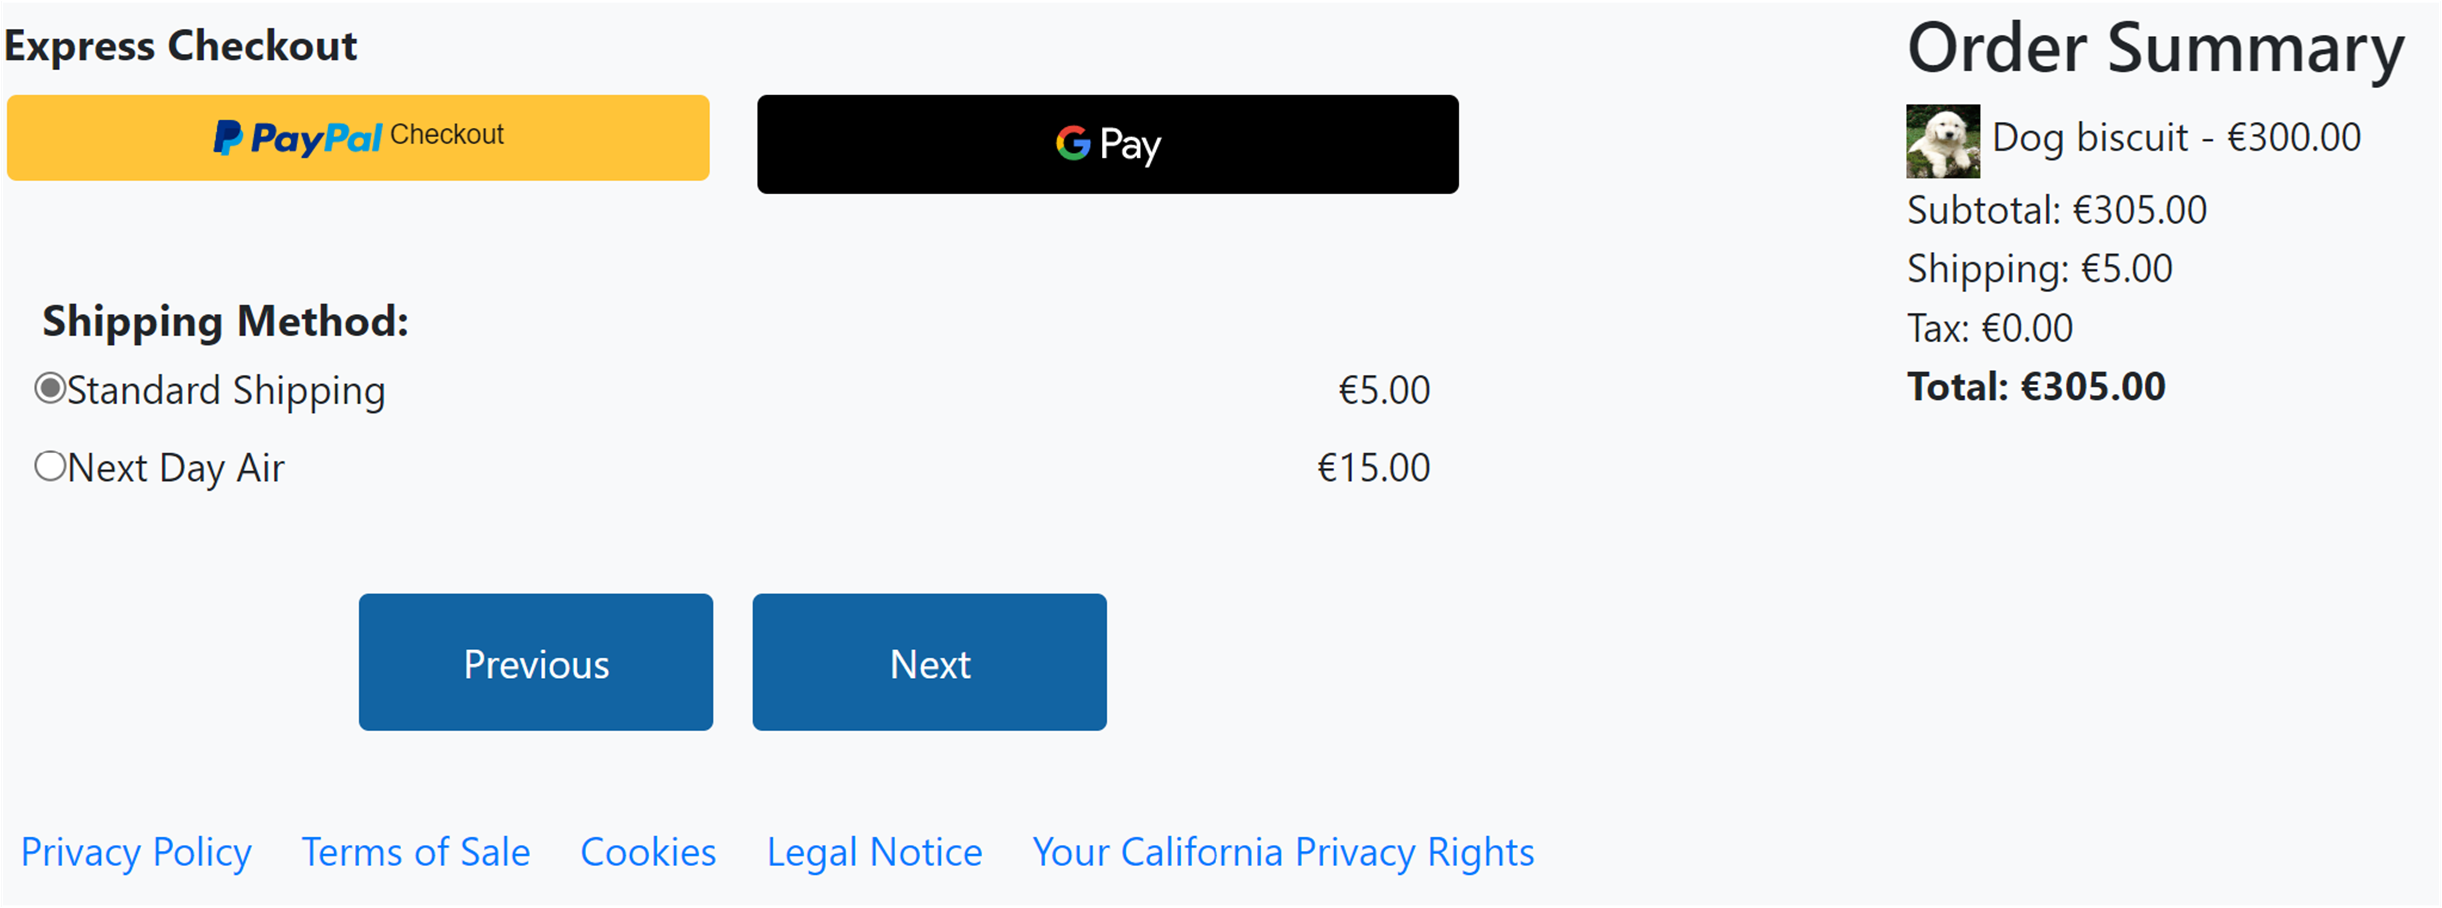 Express Checkout
PayPal Checkout
G Pay
Shipping Method:
Standard Shipping €5.00
Next Day Air €15.00
Previous
Next
Order Summary
Dog biscuit - €300.00
Subtotal: €305.00
Shipping: €5.00
Tax: €0.00
Total: €305.00
Privacy Policy Terms of Sale Cookies Legal Notice Your California Privacy Rights